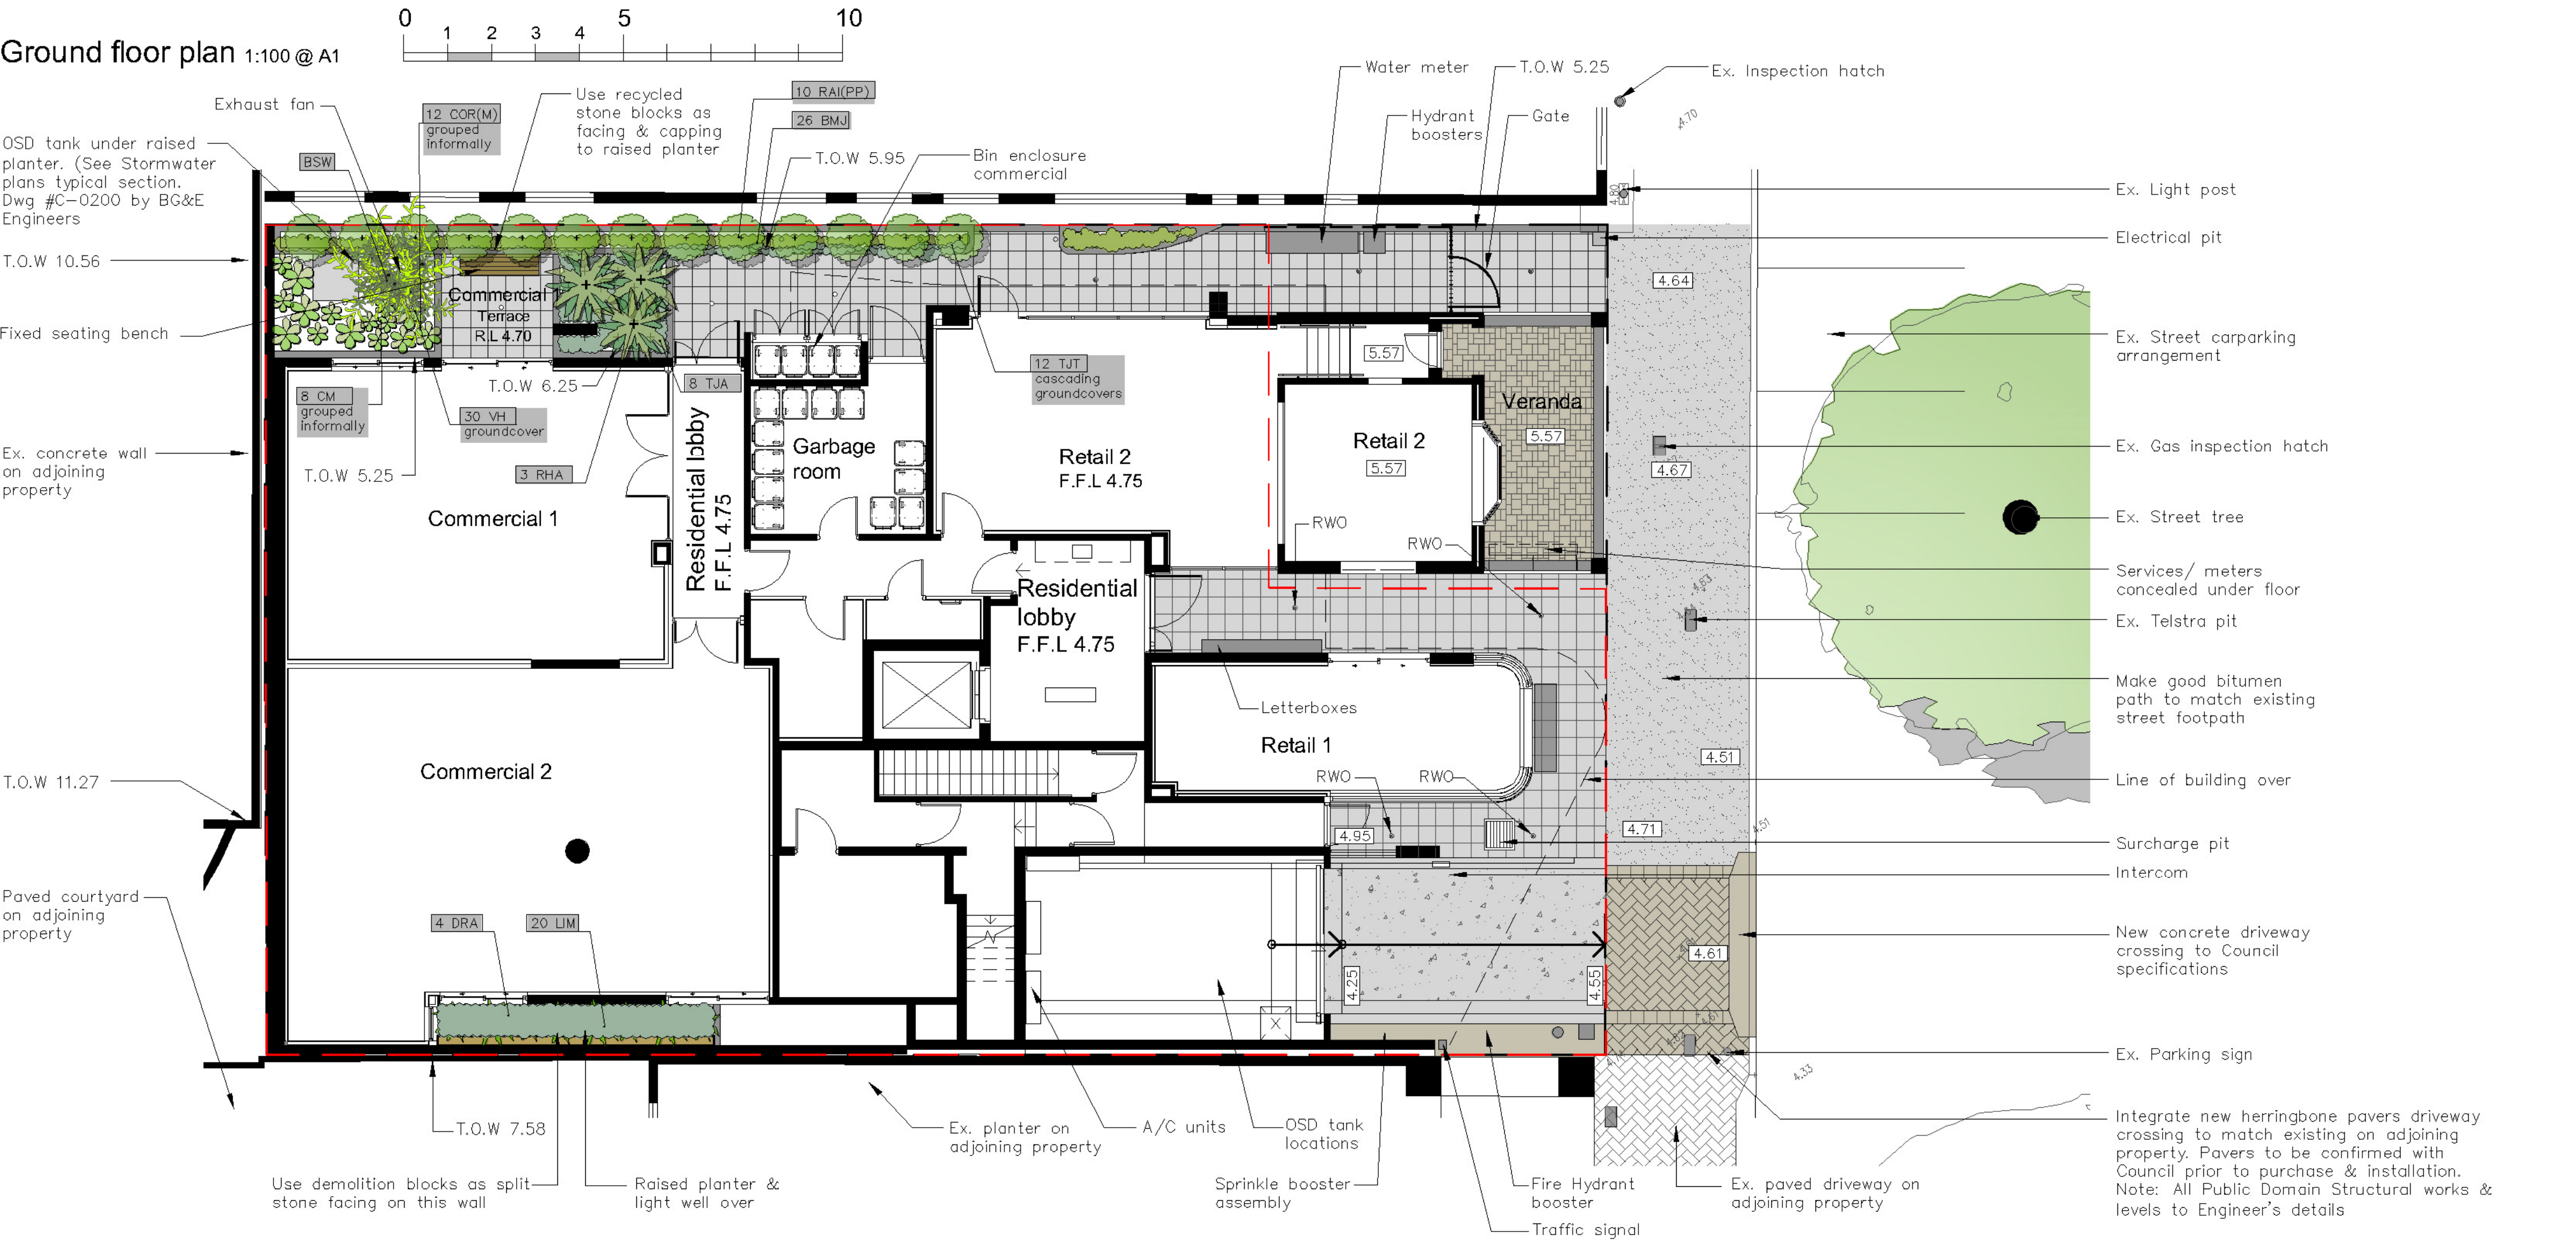 0 5 10
1 2 3 4
Ground floor plan 1:100 @ A1
Exhaust fan
OSD tank under raised
planter. (See Stormwater
plans typical section.
Dwg #C-0200 by BG&E
Engineers
BSW
12 COR(M)
grouped
informally
Use recycled
stone blocks as
facing & capping
to raised planter
10 RAI(PP)
26 BMJ
T.O.W 5.95
Bin enclosure
commercial
Water meter
Hydrant
boosters
T.O.W 5.25
Gate
Ex. Inspection hatch
4.70
4.80
Ex. Light post
Electrical pit
T.O.W 10.56
Fixed seating bench
Commercial
Terrace
R.L 4.70
4.64
Ex. Street carparking
arrangement
T.O.W 6.25
8 TJA
8 CM
grouped
informally
30 VH
groundcover
3 RHA
T.O.W 5.25
12 TJT
cascading
groundcovers
5.57
Veranda
5.57
Ex. concrete wall
on adjoining
property
Commercial 1
Residential lobby
F.F.L 4.75
Garbage
room
Retail 2
F.F.L 4.75
Retail 2
5.57
4.67
Ex. Gas inspection hatch
RWO
RWO
Ex. Street tree
Services/ meters
concealed under floor
4.63
Ex. Telstra pit
Residential
lobby
F.F.L 4.75
Make good bitumen
path to match existing
street footpath
Letterboxes
Retail 1
4.51
T.O.W 11.27
Commercial 2
RWO
RWO
Line of building over
4.95
4.71
4.51
Surcharge pit
Intercom
Paved courtyard
on adjoining
property
4 DRA
20 LIM
New concrete driveway
crossing to Council
specifications
4.61
4.25
4.55
X
Ex. Parking sign
4.33
T.O.W 7.58
Ex. planter on
adjoining property
A/C units
OSD tank
locations
Integrate new herringbone pavers driveway
crossing to match existing on adjoining
property. Pavers to be confirmed with
Council prior to purchase & installation.
Note: All Public Domain Structural works &
levels to Engineer's details
Use demolition blocks as split
stone facing on this wall
Raised planter &
light well over
Sprinkle booster
assembly
Fire Hydrant
booster
Ex. paved driveway on
adjoining property
Traffic signal